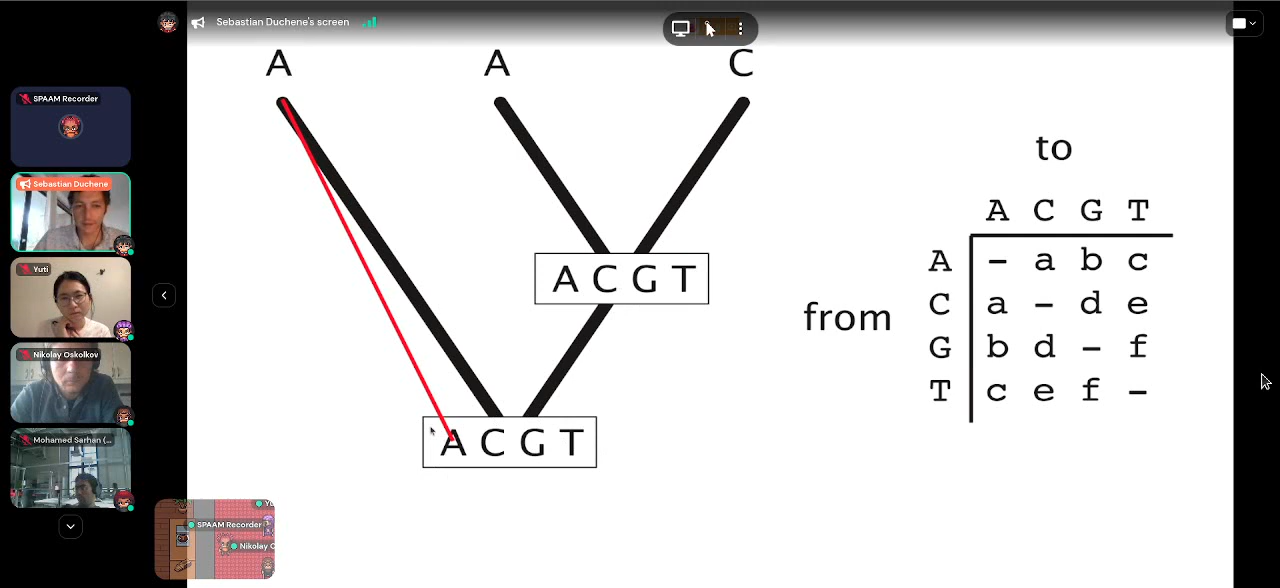 Sebastian Duchene's screen
SPAAM Recorder
Sebastian Duchene
Yuti
Nikolay Oskolkov
Mohamed Sarhan (...
A A C
A C G T
A C G T
to
from
A C G T
A – a b c
C a – d e
G b d – f
T c e f –
SPAAM Recorder
Nikolay O